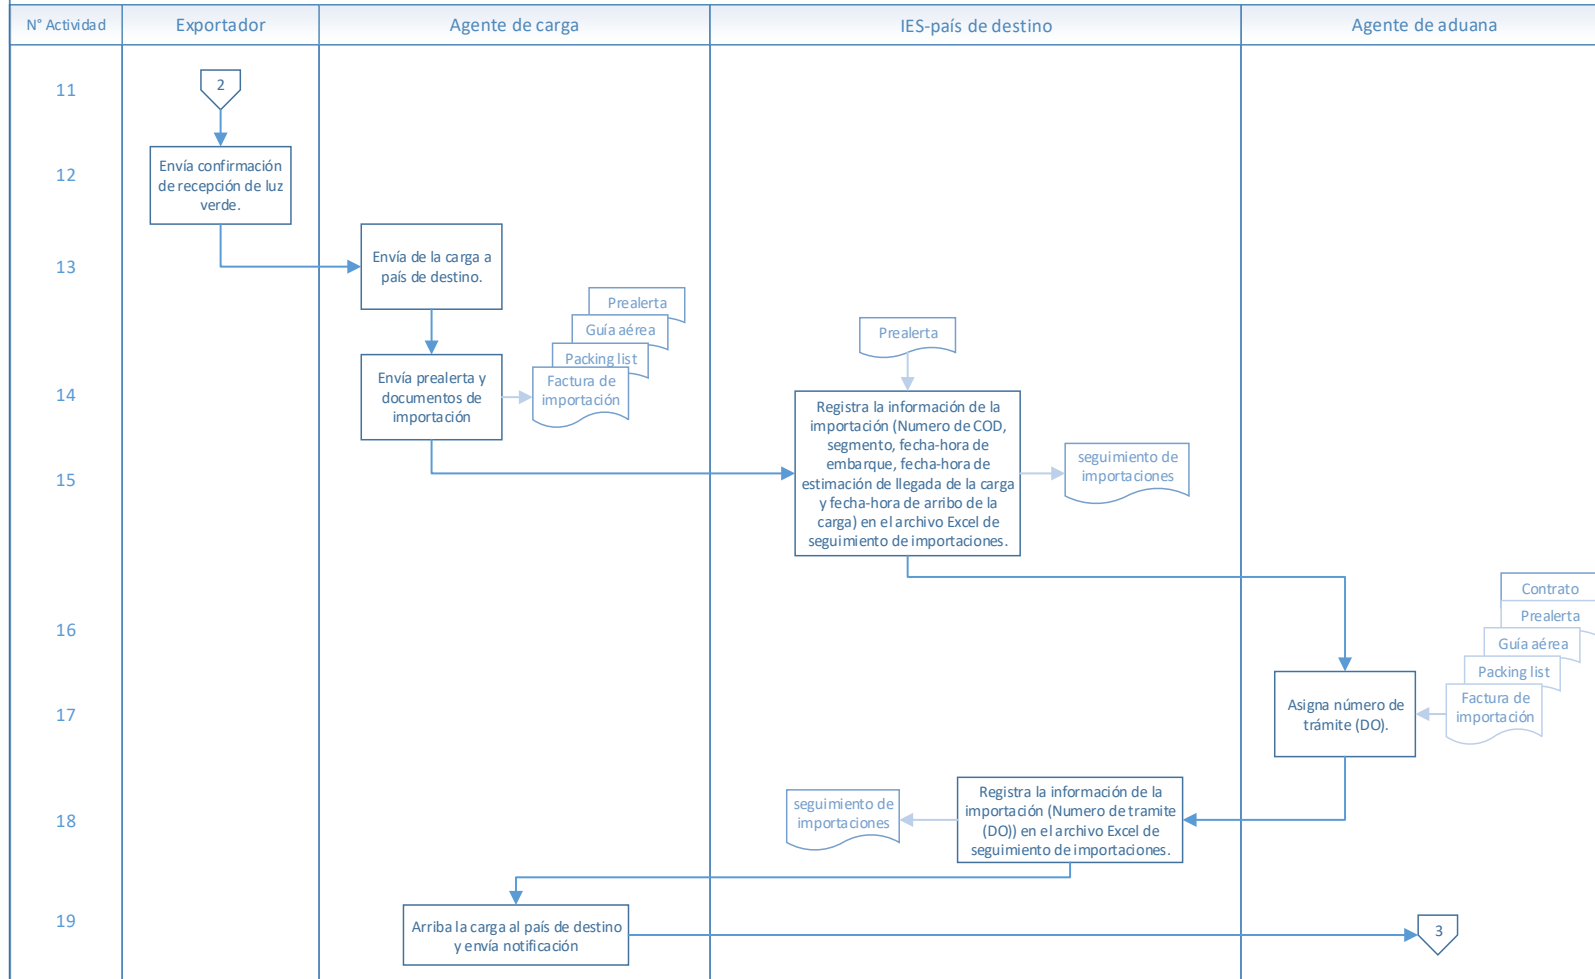 N° Actividad
Exportador
Agente de carga
IES-país de destino
Agente de aduana
11
2
12
Envía confirmación
de recepción de luz
verde.
13
Envía de la carga a
país de destino.
Prealerta
Guía aérea
Packing list
Factura de
importación
14
Envía prealerta y
documentos de
importación
Prealerta
15
Registra la información de la
importación (Numero de COD,
segmento, fecha-hora de
embarque, fecha-hora de
estimación de llegada de la carga
y fecha-hora de arribo de la
carga) en el archivo Excel de
seguimiento de importaciones.
seguimiento de
importaciones
16
Contrato
Prealerta
Guía aérea
Packing list
Factura de
importación
17
Asigna número de
trámite (DO).
18
seguimiento de
importaciones
Registra la información de la
importación (Numero de tramite
(DO)) en el archivo Excel de
seguimiento de importaciones.
19
Arriba la carga al país de destino
y envía notificación
3